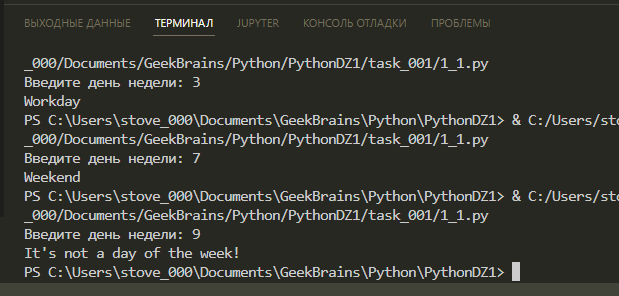 ВЫХОДНЫЕ ДАННЫЕ ТЕРМИНАЛ JUPYTER КОНСОЛЬ ОТЛАДКИ ПРОБЛЕМЫ
_000/Documents/GeekBrains/Python/PythonDZ1/task_001/1_1.py
Введите день недели: 3
Workday
PS C:\Users\stove_000\Documents\GeekBrains\Python\PythonDZ1> & C:/Users/sto
_000/Documents/GeekBrains/Python/PythonDZ1/task_001/1_1.py
Введите день недели: 7
Weekend
PS C:\Users\stove_000\Documents\GeekBrains\Python\PythonDZ1> & C:/Users/sto
_000/Documents/GeekBrains/Python/PythonDZ1/task_001/1_1.py
Введите день недели: 9
It's not a day of the week!
PS C:\Users\stove_000\Documents\GeekBrains\Python\PythonDZ1>